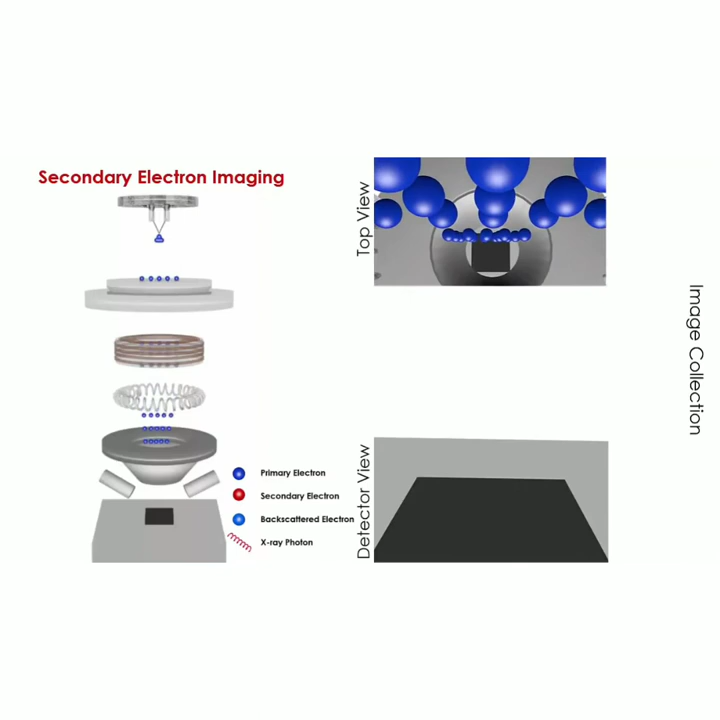 Secondary Electron Imaging
Top View
Image Collection
Detector View
Primary Electron
Secondary Electron
Backscattered Electron
X-ray Photon